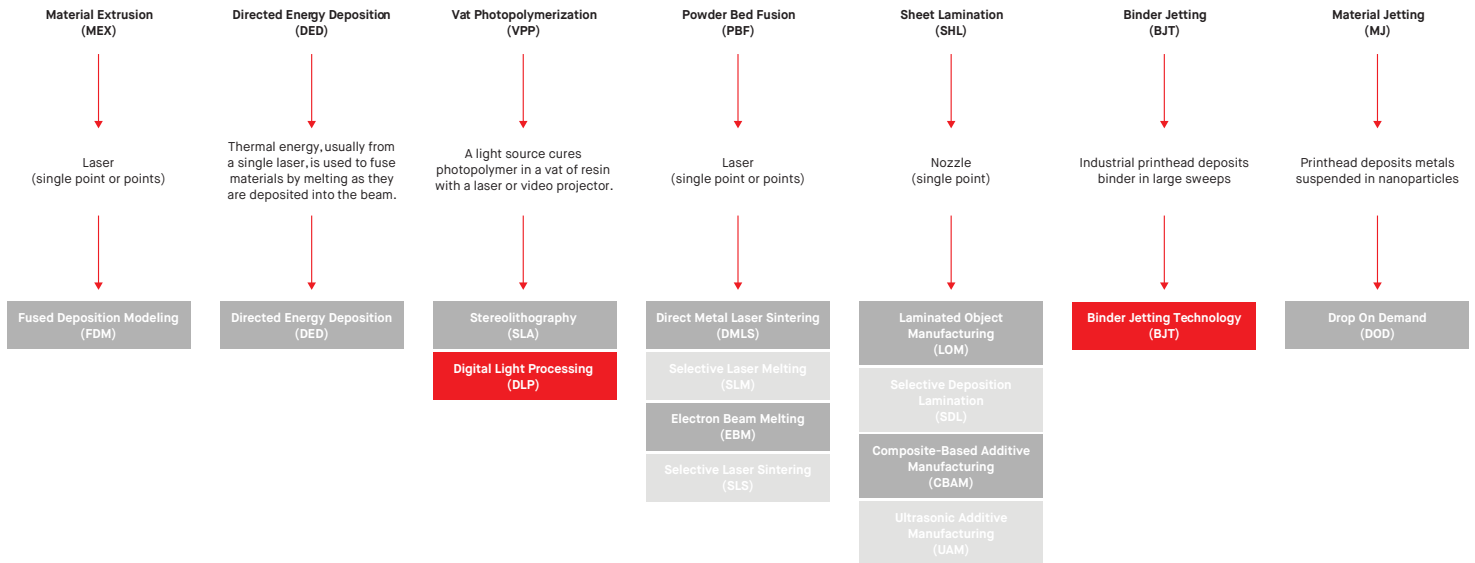 Material Extrusion
(MEX)
Laser
(single point or points)
Fused Deposition Modeling
(FDM)
Directed Energy Deposition
(DED)
Thermal energy, usually from
a single laser, is used to fuse
materials by melting as they
are deposited into the beam.
Directed Energy Deposition
(DED)
Vat Photopolymerization
(VPP)
A light source cures
photopolymer in a vat of resin
with a laser or video projector.
Stereolithography
(SLA)
Digital Light Processing
(DLP)
Powder Bed Fusion
(PBF)
Laser
(single point or points)
Direct Metal Laser Sintering
(DMLS)
Selective Laser Melting
(SLM)
Electron Beam Melting
(EBM)
Selective Laser Sintering
(SLS)
Sheet Lamination
(SHL)
Nozzle
(single point)
Laminated Object
Manufacturing
(LOM)
Selective Deposition
Lamination
(SDL)
Composite-Based Additive
Manufacturing
(CBAM)
Ultrasonic Additive
Manufacturing
(UAM)
Binder Jetting
(BJT)
Industrial printhead deposits
binder in large sweeps
Binder Jetting Technology
(BJT)
Material Jetting
(MJ)
Printhead deposits metals
suspended in nanoparticles
Drop On Demand
(DOD)